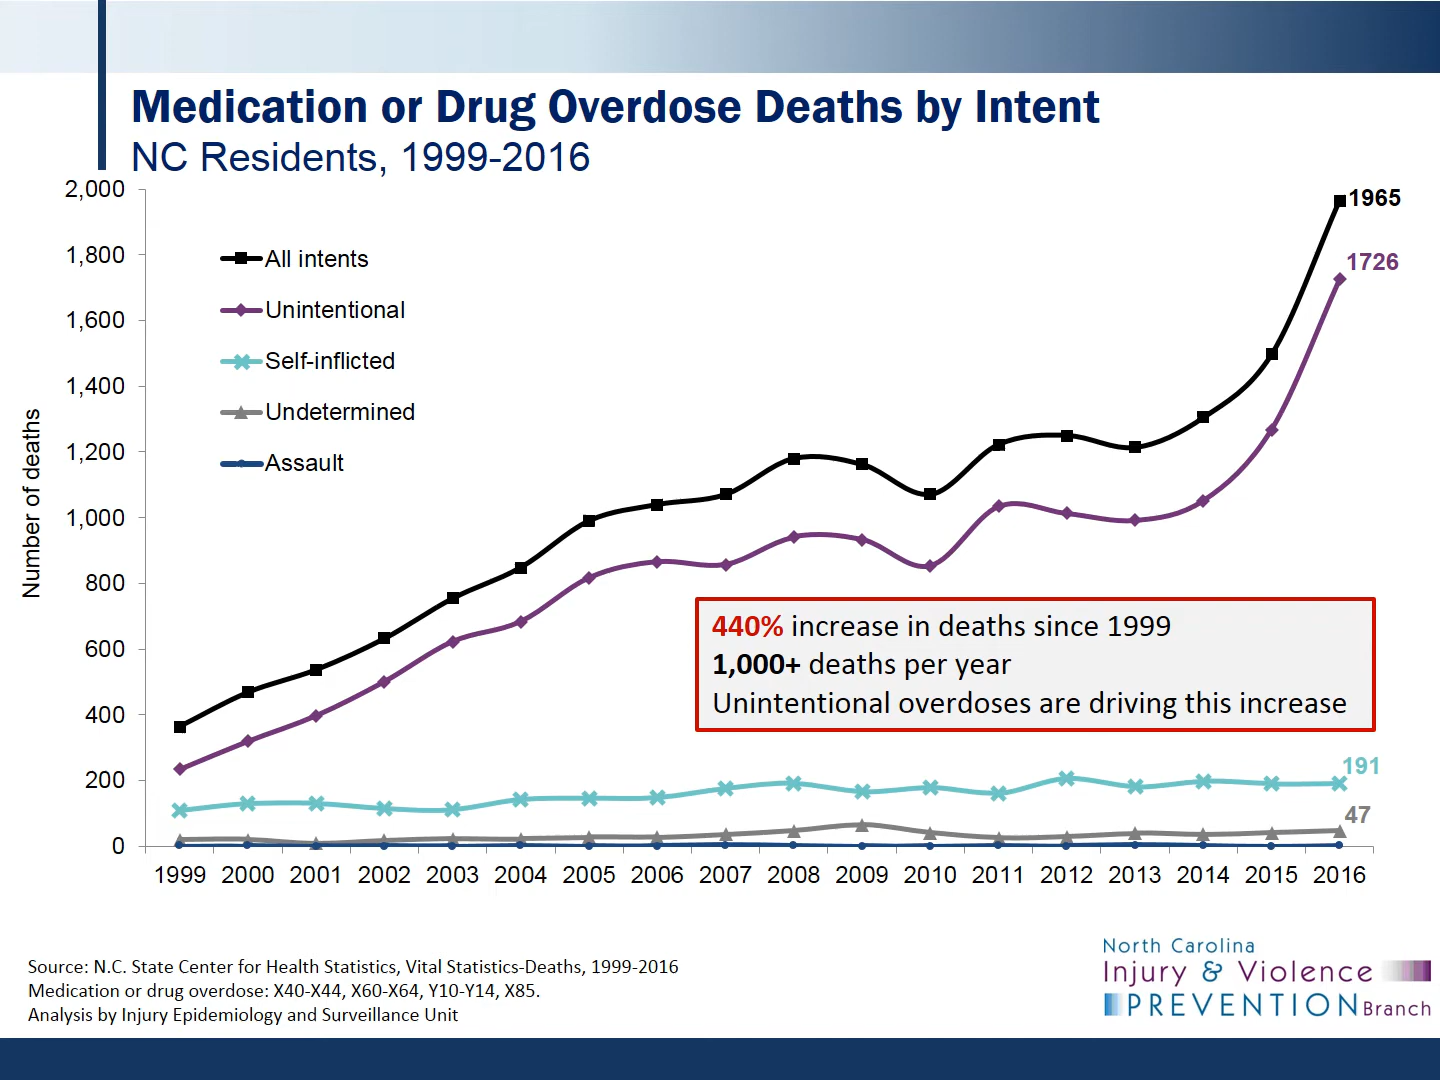 Medication or Drug Overdose Deaths by Intent
NC Residents, 1999-2016
2,000
1,800
1,600
1,400
1,200
1,000
800
600
400
200
0
Number of deaths
All intents
Unintentional
Self-inflicted
Undetermined
Assault
1965
1726
191
47
440% increase in deaths since 1999
1,000+ deaths per year
Unintentional overdoses are driving this increase
1999 2000 2001 2002 2003 2004 2005 2006 2007 2008 2009 2010 2011 2012 2013 2014 2015 2016
Source: N.C. State Center for Health Statistics, Vital Statistics-Deaths, 1999-2016
Medication or drug overdose: X40-X44, X60-X64, Y10-Y14, X85.
Analysis by Injury Epidemiology and Surveillance Unit
North Carolina
Injury & Violence
PREVENTION Branch